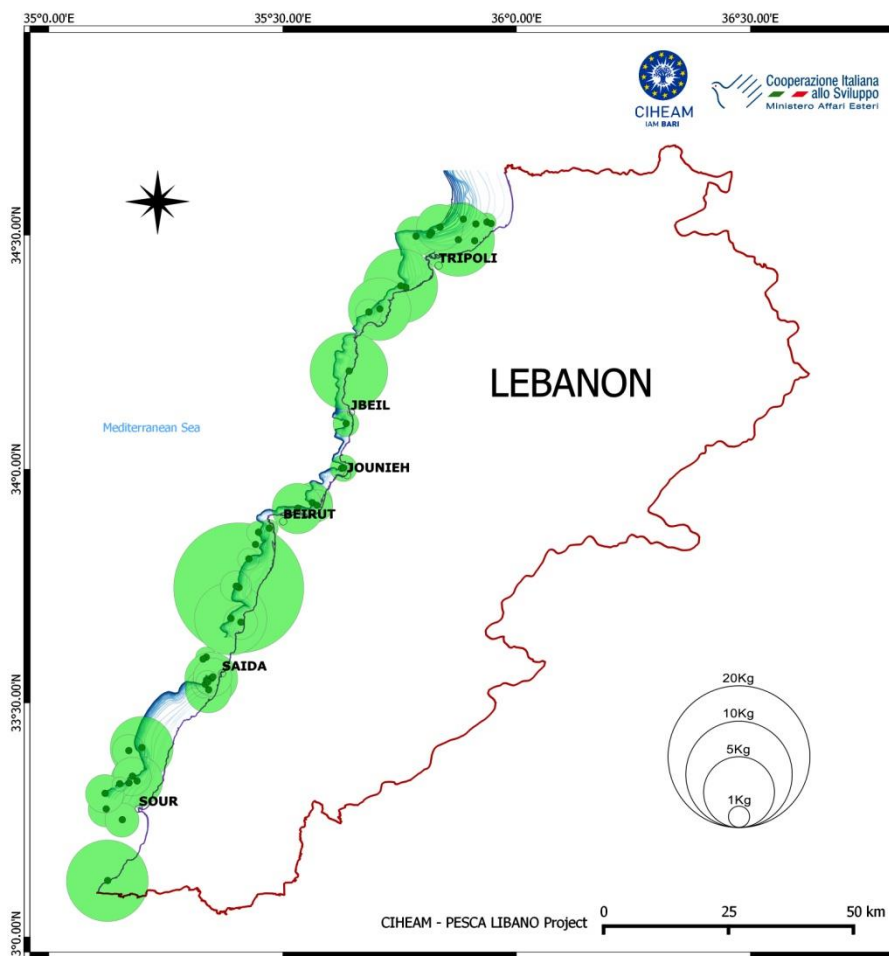 35°0.00'E
35°30.00'E
36°0.00'E
36°30.00'E
CIHEAM
IAM BARI
Cooperazione Italiana
allo Sviluppo
Ministero Affari Esteri
34°30.00'N
TRIPOLI
LEBANON
JBEIL
Mediterranean Sea
34°0.00'N
JOUNIEH
BEIRUT
SAIDA
33°30.00'N
20Kg
10Kg
5Kg
1Kg
SOUR
CIHEAM - PESCA LIBANO Project
0
25
50 km
3°0.00'N